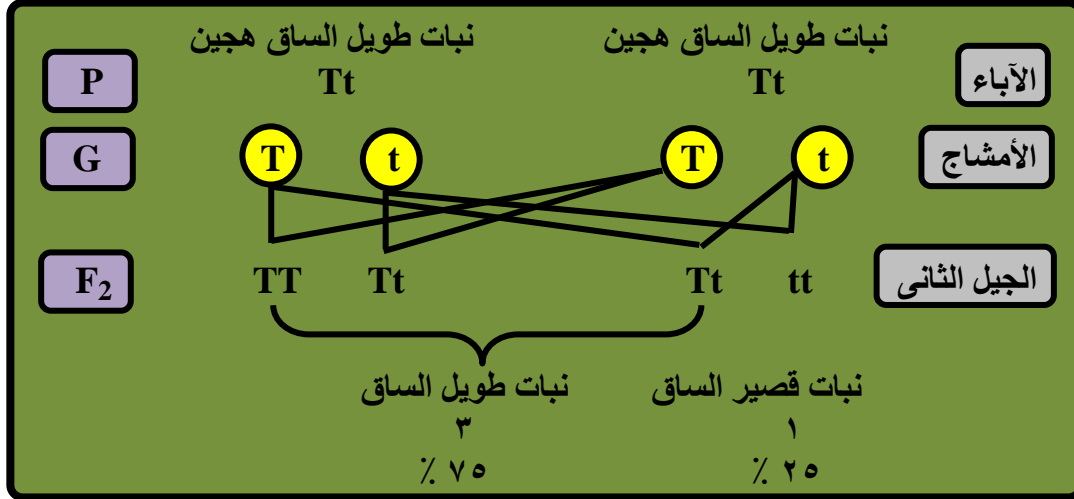 نبات طويل الساق هجين نبات طويل الساق هجين
الآباء Tt Tt P
الأمشاج t T t T G
الجيل الثانى tt Tt Tt TT F₂
نبات قصير الساق نبات طويل الساق
١ ٣
٢٥ ٪ ٧٥ ٪